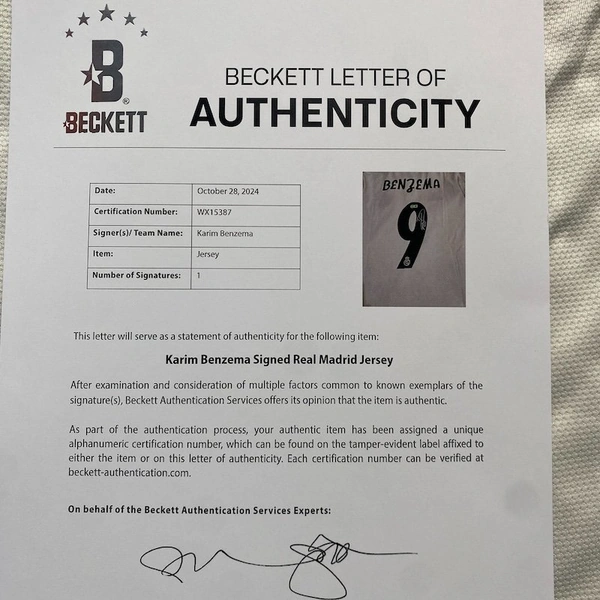 B
®
BECKETT
BECKETT LETTER OF
AUTHENTICITY
Date: October 28, 2024
Certification Number: WX15387
Signer(s)/ Team Name: Karim Benzema
Item: Jersey
Number of Signatures: 1
BENZEMA
9
This letter will serve as a statement of authenticity for the following item:
Karim Benzema Signed Real Madrid Jersey
After examination and consideration of multiple factors common to known exemplars of the
signature(s), Beckett Authentication Services offers its opinion that the item is authentic.
As part of the authentication process, your authentic item has been assigned a unique
alphanumeric certification number, which can be found on the tamper-evident label affixed to
either the item or on this letter of authenticity. Each certification number can be verified at
beckett-authentication.com.
On behalf of the Beckett Authentication Services Experts: